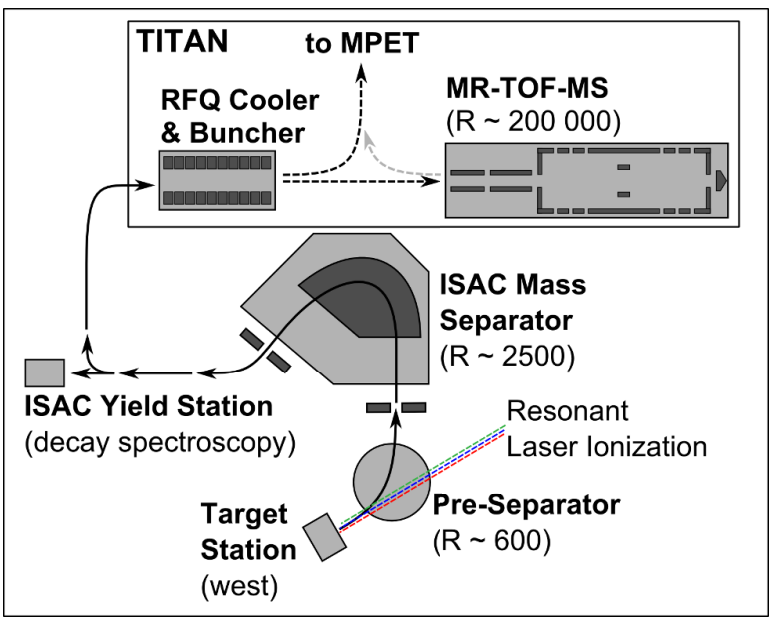 TITAN
to MPET
RFQ Cooler
& Buncher
MR-TOF-MS
(R ~ 200 000)
ISAC Mass
Separator
(R ~ 2500)
ISAC Yield Station
(decay spectroscopy)
Resonant
Laser Ionization
Pre-Separator
(R ~ 600)
Target
Station
(west)